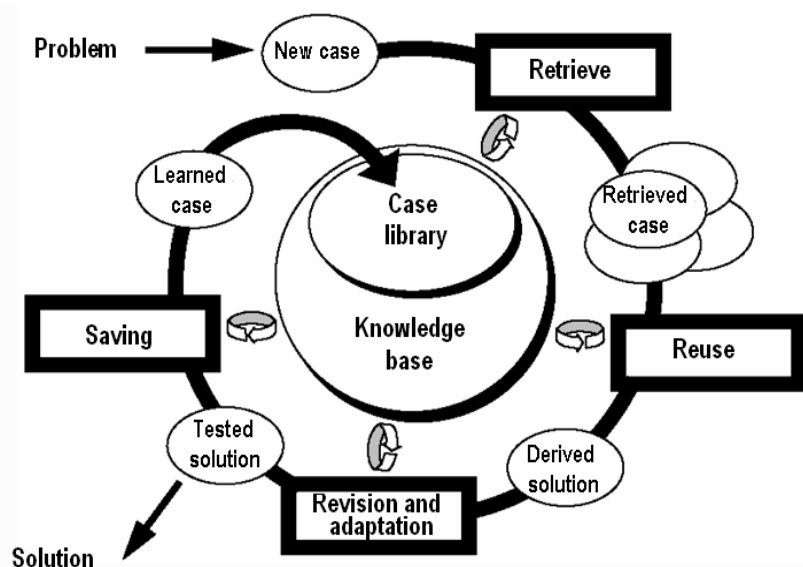 Problem
New case
Retrieve
Learned
case
Retrieved
case
Case
library
Saving
Knowledge
base
Reuse
Tested
solution
Derived
solution
Revision and
adaptation
Solution